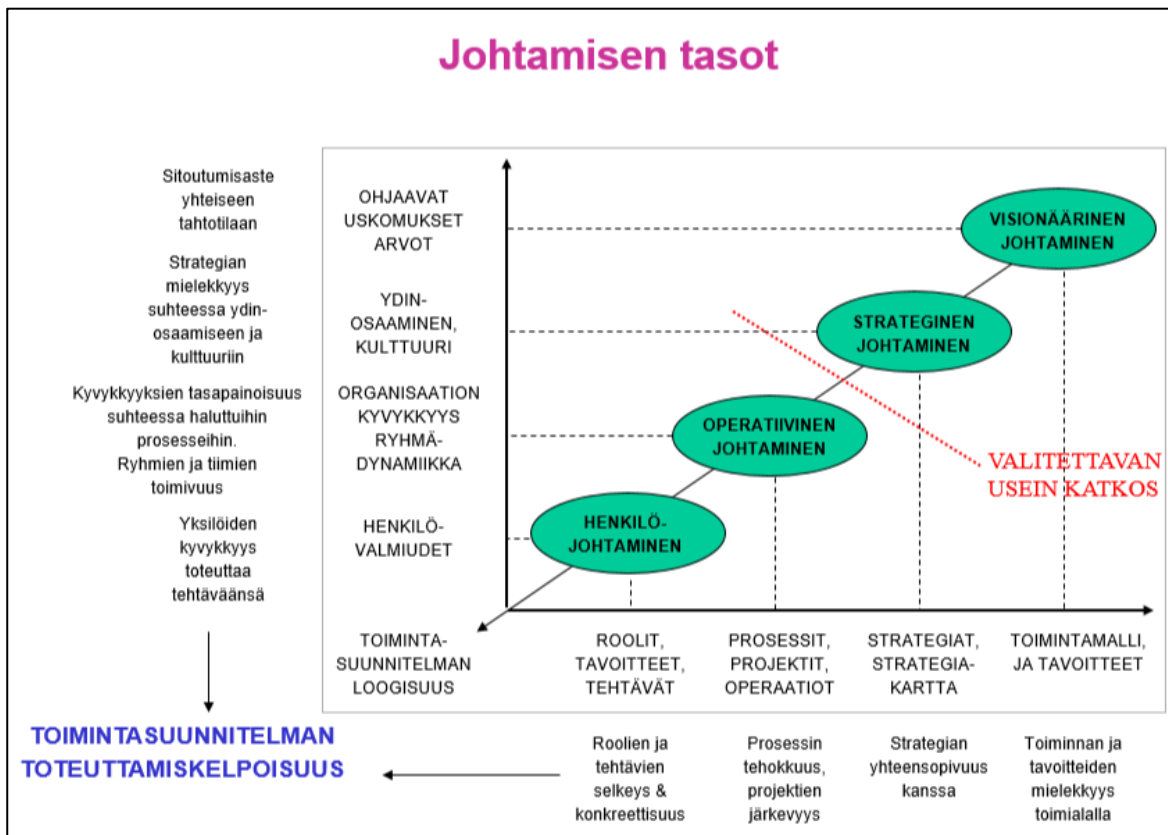 Johtamisen tasot
Sitoutumisaste
yhteiseen
tahtotilaan
Strategian
mielekkyys
suhteessa ydin-
osaamiseen ja
kulttuuriin
Kyvykkyyksien tasapainoisuus
suhteessa haluttuihin
prosesseihin.
Ryhmien ja tiimien
toimivuus
Yksilöiden
kyvykkyys
toteuttaa
tehtäväänsä
OHJAAVAT
USKOMUKSET
ARVOT
YDIN-
OSAAMINEN,
KULTTUURI
ORGANISAATION
KYVYKKYYS
RYHMÄ-
DYNAMIIKKA
HENKILÖ-
VALMIUDET
VISIONÄÄRINEN
JOHTAMINEN
STRATEGINEN
JOHTAMINEN
OPERATIIVINEN
JOHTAMINEN
HENKILÖ-
JOHTAMINEN
VALITETTAVAN
USEIN KATKOS
TOIMINTA-
SUUNNITELMAN
LOOGISUUS
ROOLIT,
TAVOITTEET,
TEHTÄVÄT
PROSESSIT,
PROJEKTIT,
OPERAATIOT
STRATEGIAT,
STRATEGIA-
KARTTA
TOIMINTAMALLI,
JA TAVOITTEET
TOIMINTASUUNNITELMAN
TOTEUTTAMISKELPOISUUS
Roolien ja
tehtävien
selkeys &
konkreettisuus
Prosessin
tehokkuus,
projektien
järkevyys
Strategian
yhteensopivuus
kanssa
Toiminnan ja
tavoitteiden
mielekkyys
toimialalla